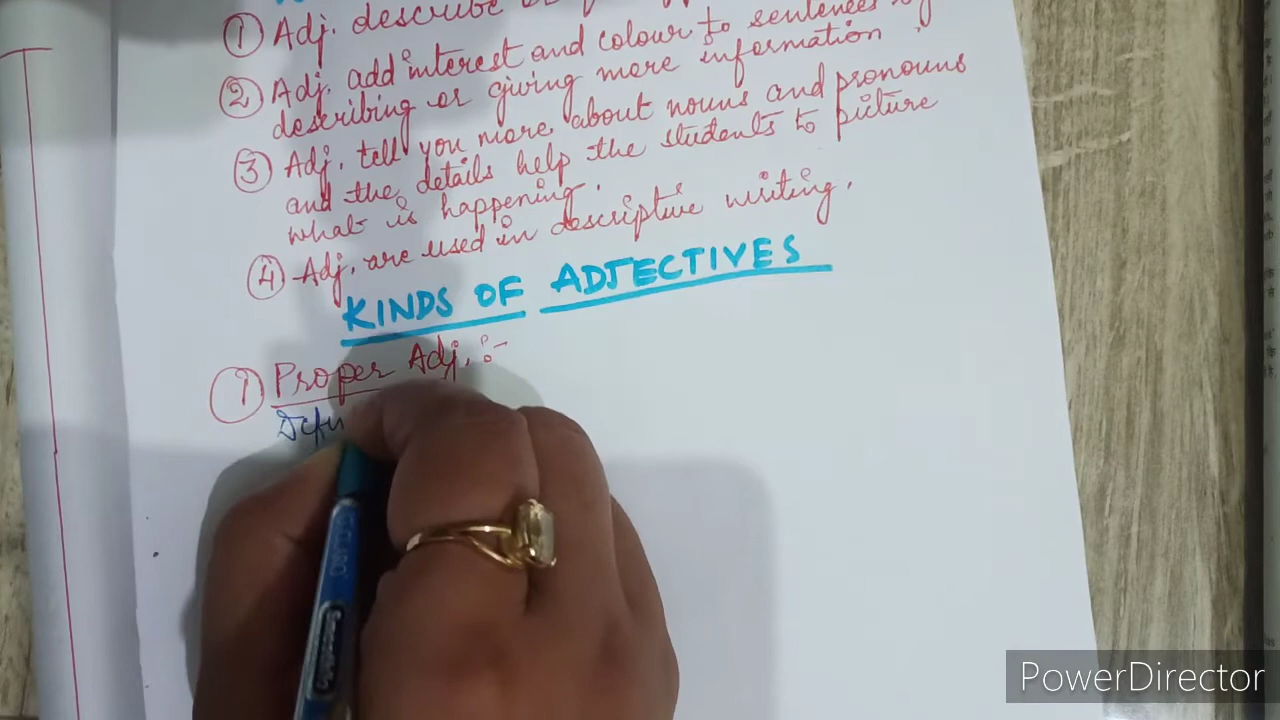 ① Adj. describe
② Adj. add interest and colour to sentences by
describing or giving more information.
③ Adj. tell you more about nouns and pronouns
and the details help the students to picture
what is happening.
④ Adj. are used in descriptive writing.
KINDS OF ADJECTIVES
① Proper Adj. :-
Defin
PowerDirector